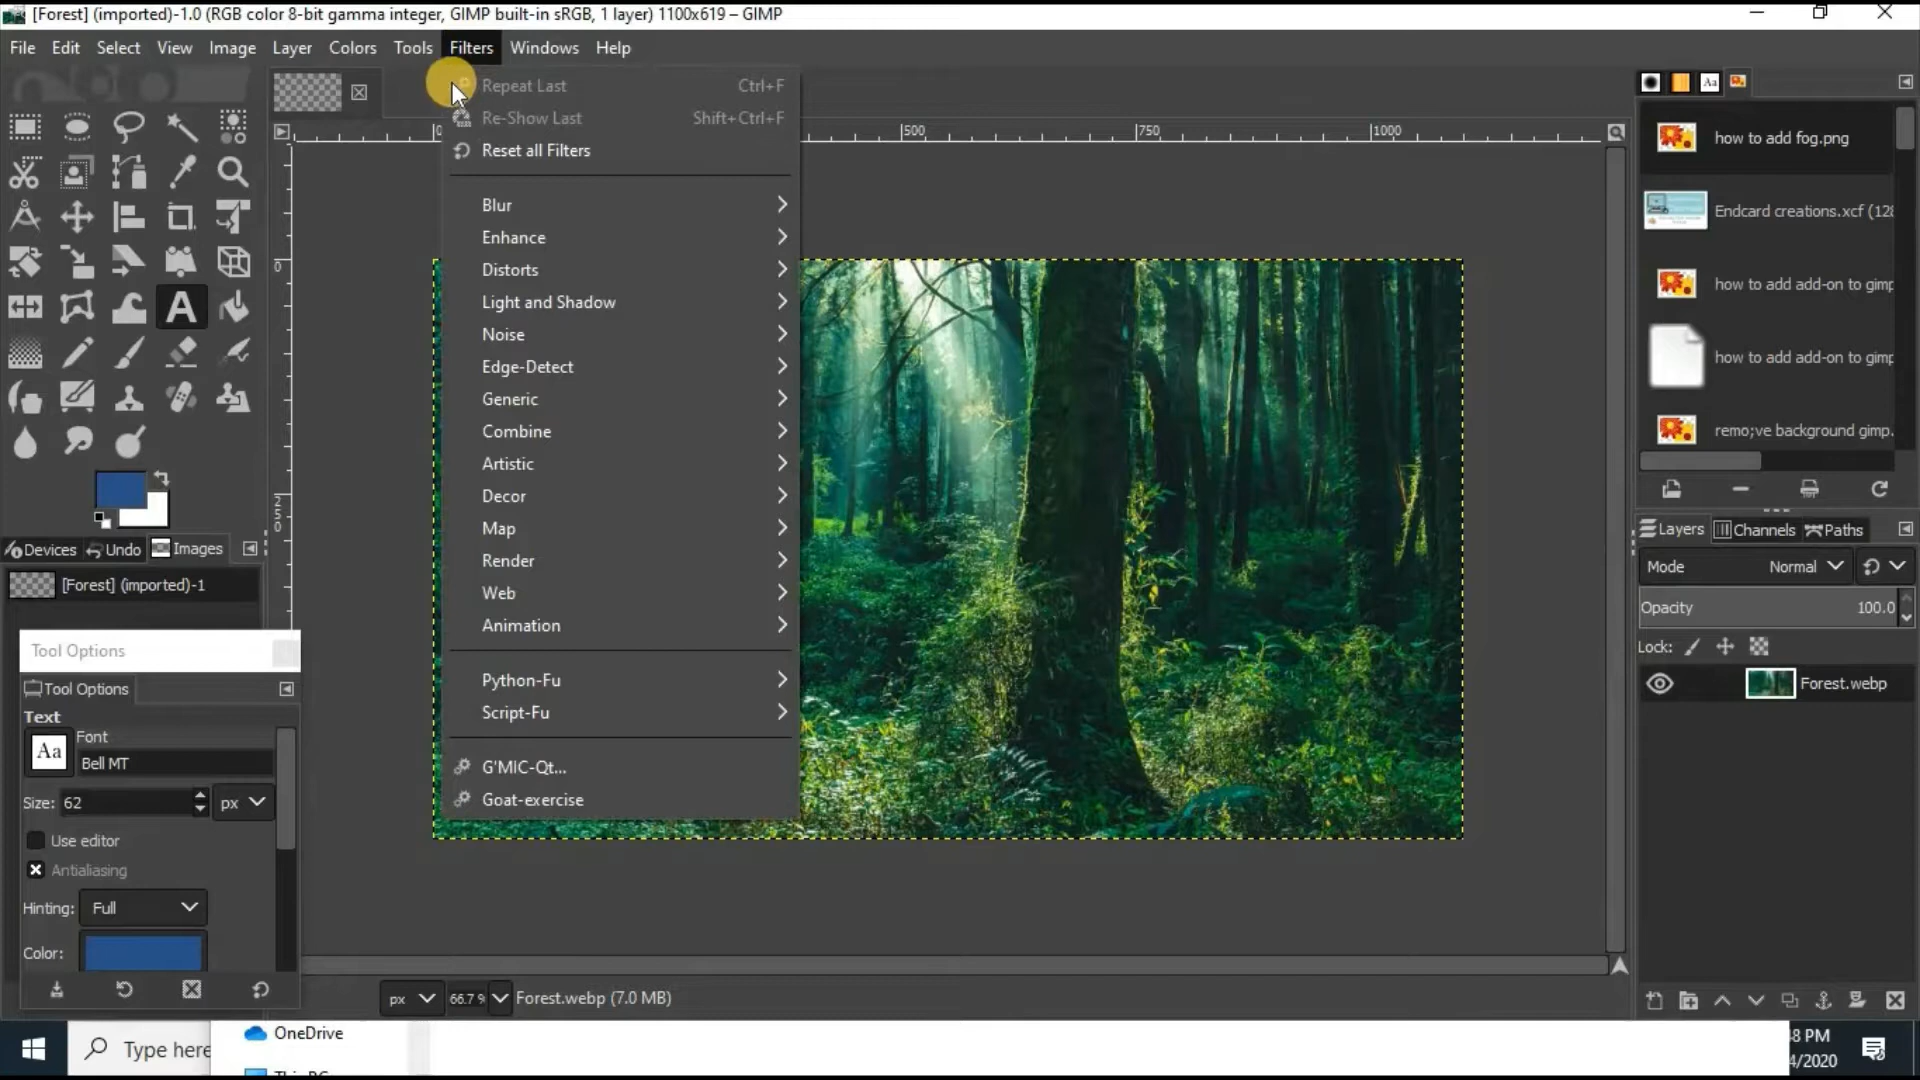 [Forest] (imported)-1.0 (RGB color 8-bit gamma integer, GIMP built-in sRGB, 1 layer) 1100x619 – GIMP
File Edit Select View Image Layer Colors Tools Filters Windows Help
Repeat Last Ctrl+F
Re-Show Last Shift+Ctrl+F
Reset all Filters
Blur
Enhance
Distorts
Light and Shadow
Noise
Edge-Detect
Generic
Combine
Artistic
Decor
Map
Render
Web
Animation
Python-Fu
Script-Fu
G'MIC-Qt...
Goat-exercise
0 500 750 1000
0
250
Devices Undo Images
[Forest] (imported)-1
Tool Options
Tool Options
Text
Font
Aa Bell MT
Size: 62 px
Use editor
Antialiasing
Hinting: Full
Color:
px 66.7 % Forest.webp (7.0 MB)
Aa
how to add fog.png
Endcard creations.xcf (128
how to add add-on to gimp
how to add add-on to gimp
remo;ve background gimp.
Layers Channels Paths
Mode Normal
Opacity 100.0
Lock:
Forest.webp
Type here
OneDrive
8 PM
4/2020